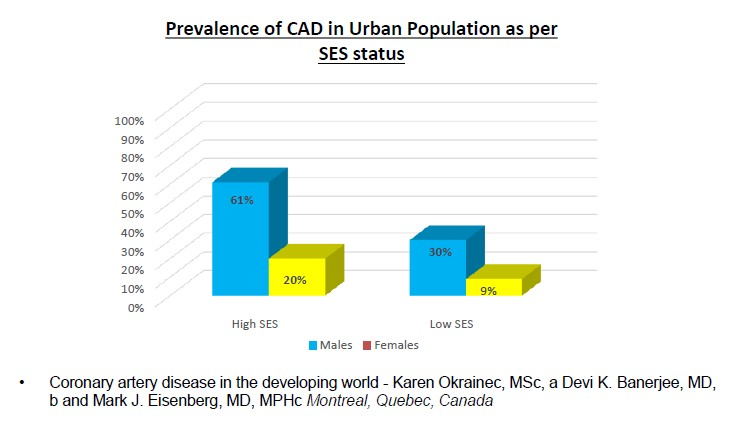 Prevalence of CAD in Urban Population as per
SES status
100%
90%
80%
70%
60%
50%
40%
30%
20%
10%
0%
61%
20%
30%
9%
High SES
Low SES
Males Females
• Coronary artery disease in the developing world - Karen Okrainec, MSc, a Devi K. Banerjee, MD,
b and Mark J. Eisenberg, MD, MPHc Montreal, Quebec, Canada